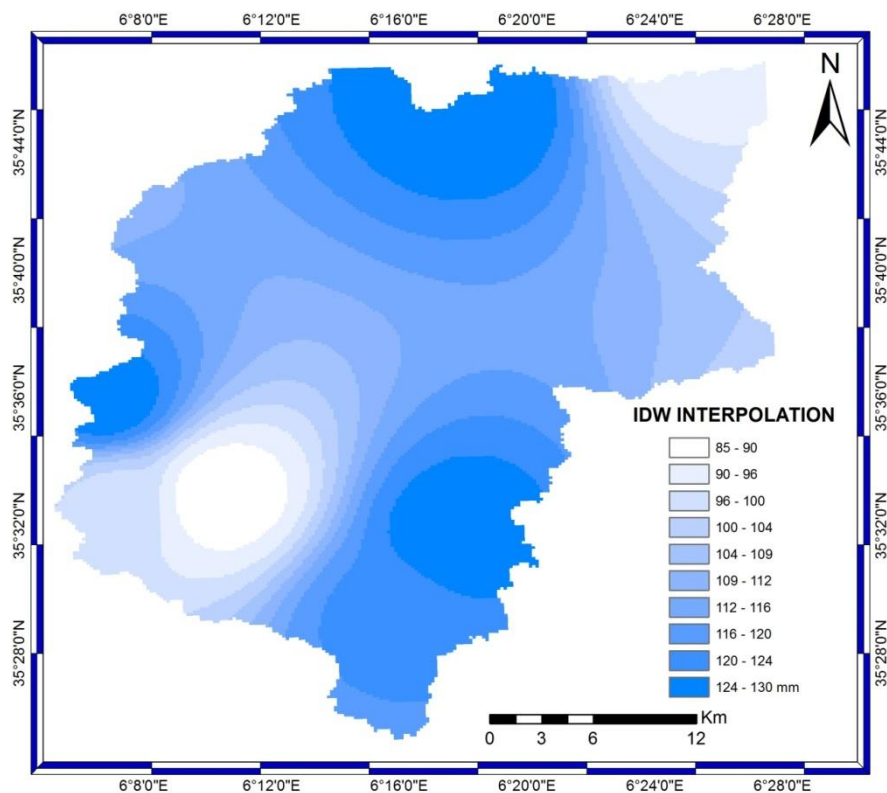 6°8'0"E 6°12'0"E 6°16'0"E 6°20'0"E 6°24'0"E 6°28'0"E
N
35°44'0"N 35°44'0"N
35°40'0"N 35°40'0"N
35°36'0"N 35°36'0"N
35°32'0"N 35°32'0"N
35°28'0"N 35°28'0"N
IDW INTERPOLATION
85 - 90
90 - 96
96 - 100
100 - 104
104 - 109
109 - 112
112 - 116
116 - 120
120 - 124
124 - 130 mm
Km
0 3 6 12
6°8'0"E 6°12'0"E 6°16'0"E 6°20'0"E 6°24'0"E 6°28'0"E